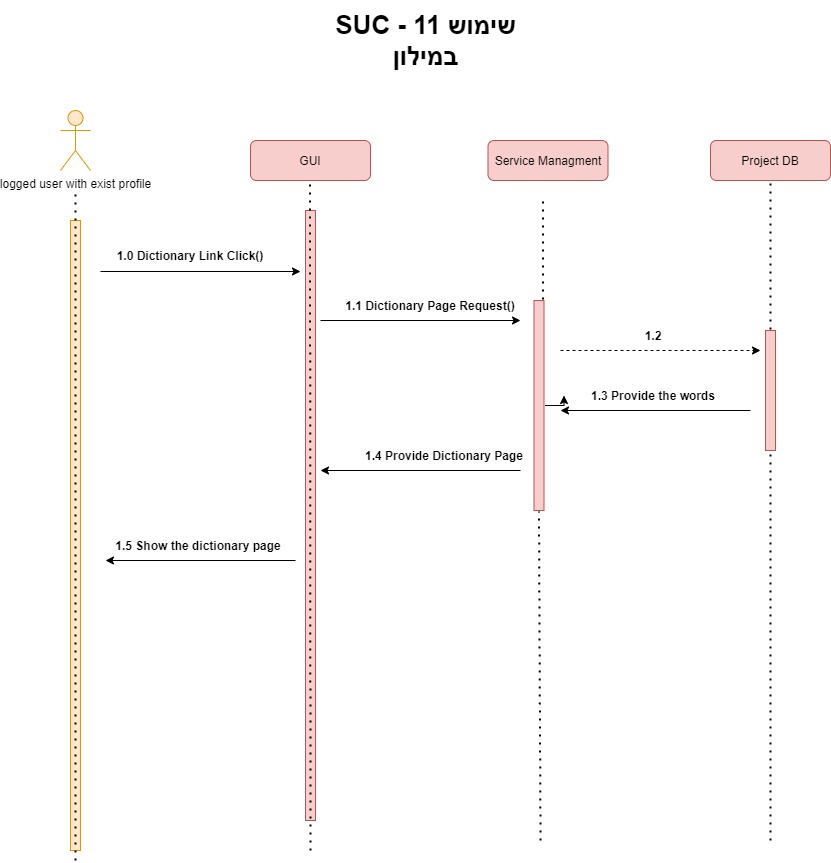 SUC - 11 שימוש
במילון
logged user with exist profile
GUI
Service Managment
Project DB
1.0 Dictionary Link Click()
1.1 Dictionary Page Request()
1.2
1.3 Provide the words
1.4 Provide Dictionary Page
1.5 Show the dictionary page